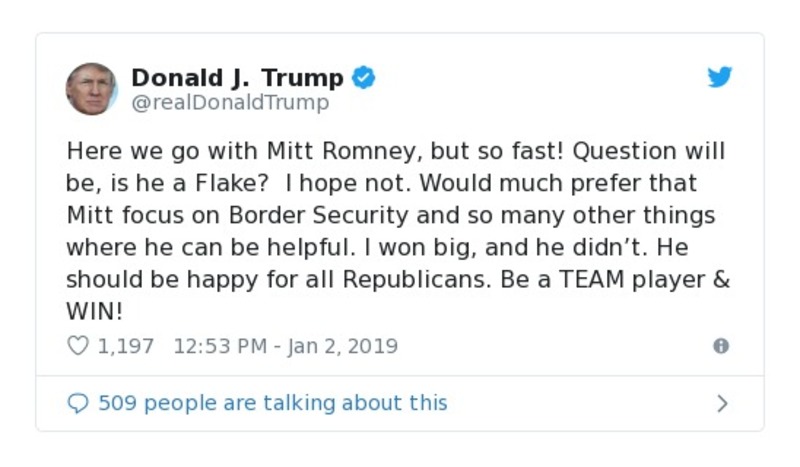 Donald J. Trump
@realDonaldTrump
Here we go with Mitt Romney, but so fast! Question will
be, is he a Flake?  I hope not. Would much prefer that
Mitt focus on Border Security and so many other things
where he can be helpful. I won big, and he didn’t. He
should be happy for all Republicans. Be a TEAM player &
WIN!
1,197 12:53 PM - Jan 2, 2019
509 people are talking about this